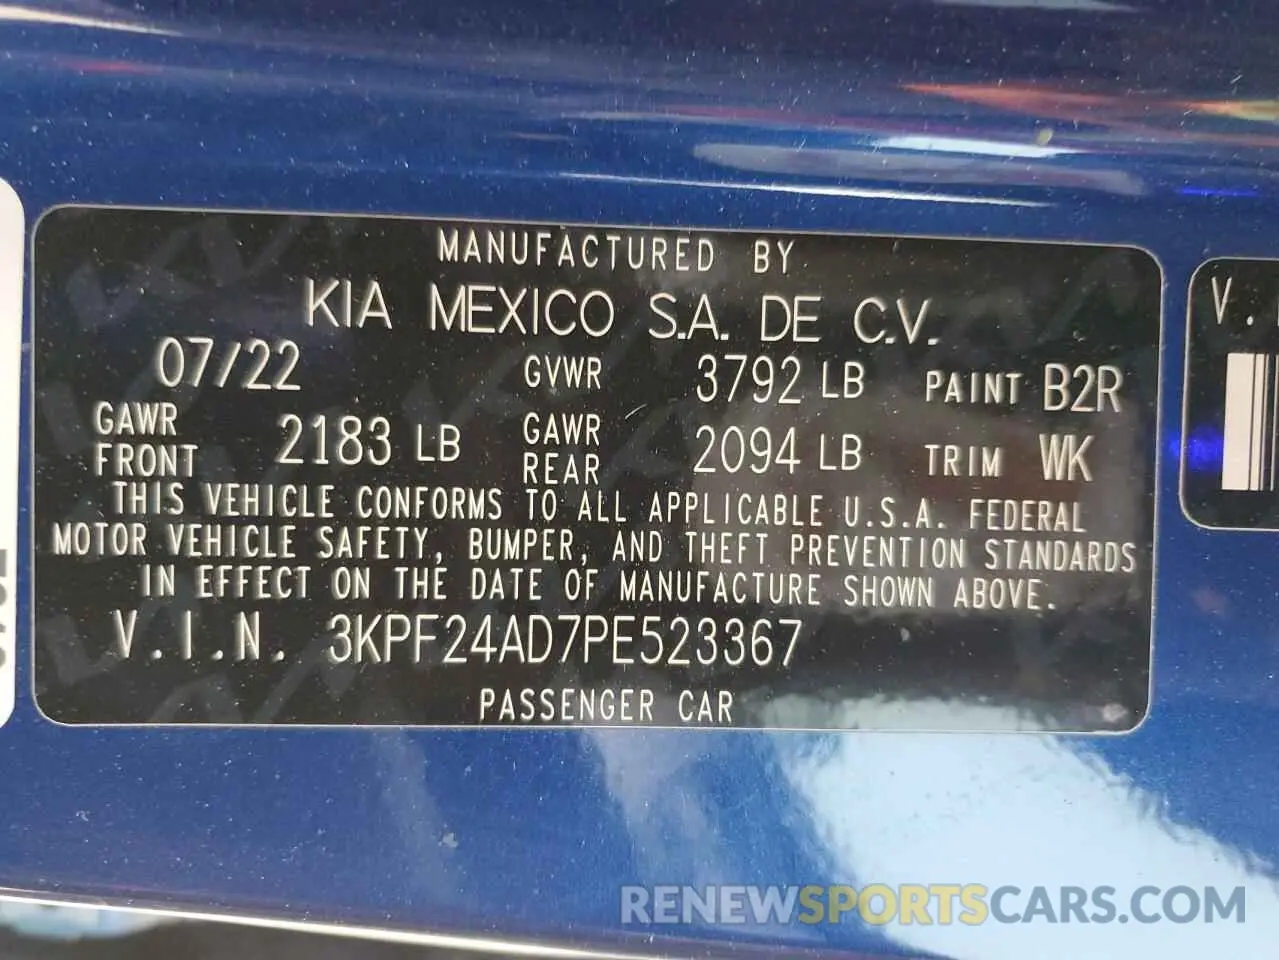 MANUFACTURED BY
KIA MEXICO S.A. DE C.V.
07/22 GVWR 3792 LB PAINT B2R
GAWR FRONT 2183 LB GAWR REAR 2094 LB TRIM WK
THIS VEHICLE CONFORMS TO ALL APPLICABLE U.S.A. FEDERAL
MOTOR VEHICLE SAFETY, BUMPER, AND THEFT PREVENTION STANDARDS
IN EFFECT ON THE DATE OF MANUFACTURE SHOWN ABOVE.
V.I.N. 3KPF24AD7PE523367
PASSENGER CAR
V.
RENEWSPORTSCARS.COM